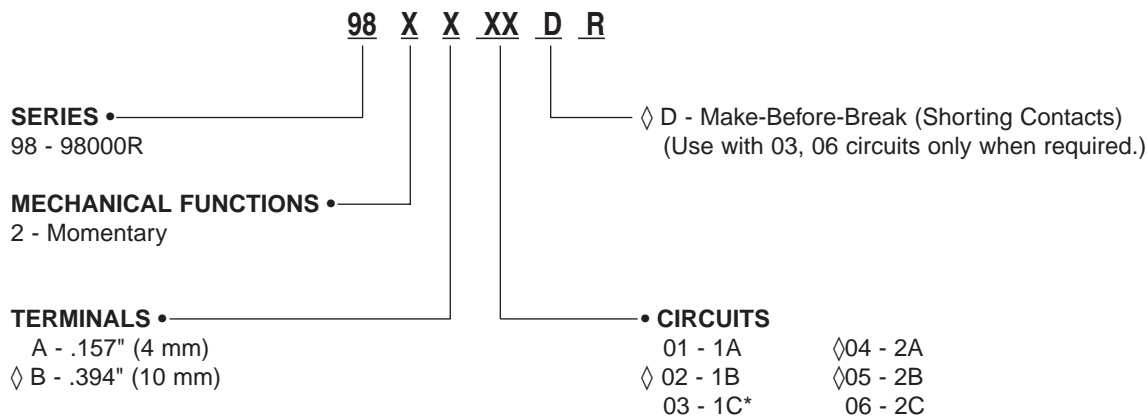 98 X X XX D R
SERIES •
98 - 98000R
◊ D - Make-Before-Break (Shorting Contacts)
(Use with 03, 06 circuits only when required.)
MECHANICAL FUNCTIONS •
2 - Momentary
TERMINALS •
A - .157" (4 mm)
◊ B - .394" (10 mm)
• CIRCUITS
01 - 1A ◊04 - 2A
◊ 02 - 1B ◊05 - 2B
03 - 1C* 06 - 2C